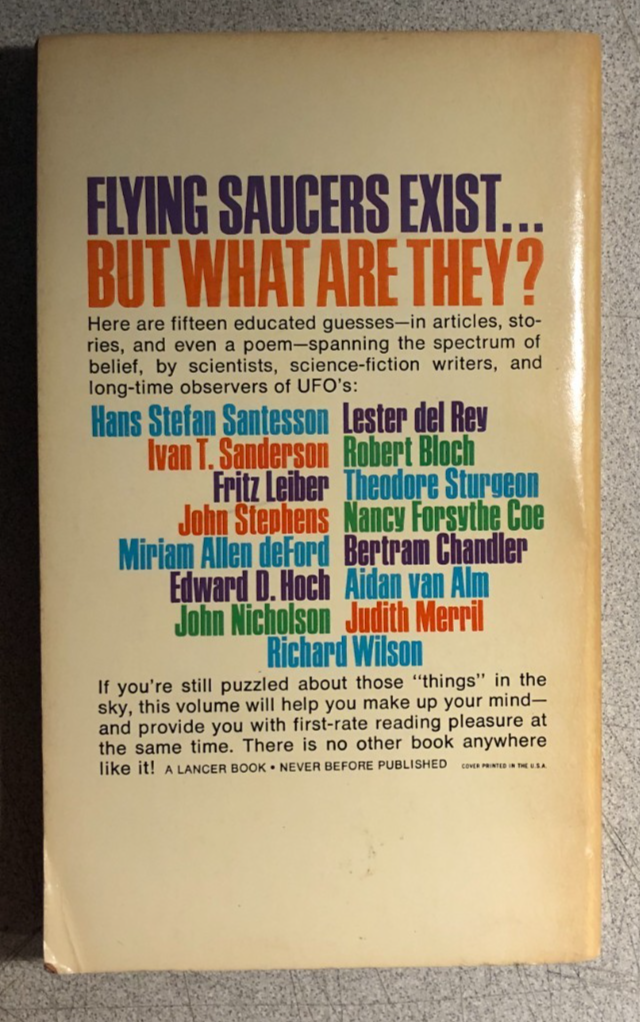 FLYING SAUCERS EXIST...
BUT WHAT ARE THEY?
Here are fifteen educated guesses—in articles, sto-
ries, and even a poem—spanning the spectrum of
belief, by scientists, science-fiction writers, and
long-time observers of UFO's:
Hans Stefan Santesson Lester del Rey
Ivan T. Sanderson Robert Bloch
Fritz Leiber Theodore Sturgeon
John Stephens Nancy Forsythe Coe
Miriam Allen deFord Bertram Chandler
Edward D. Hoch Aidan van Alm
John Nicholson Judith Merril
Richard Wilson
If you're still puzzled about those "things" in the
sky, this volume will help you make up your mind—
and provide you with first-rate reading pleasure at
the same time. There is no other book anywhere
like it! A LANCER BOOK • NEVER BEFORE PUBLISHED COVER PRINTED IN THE U.S.A.